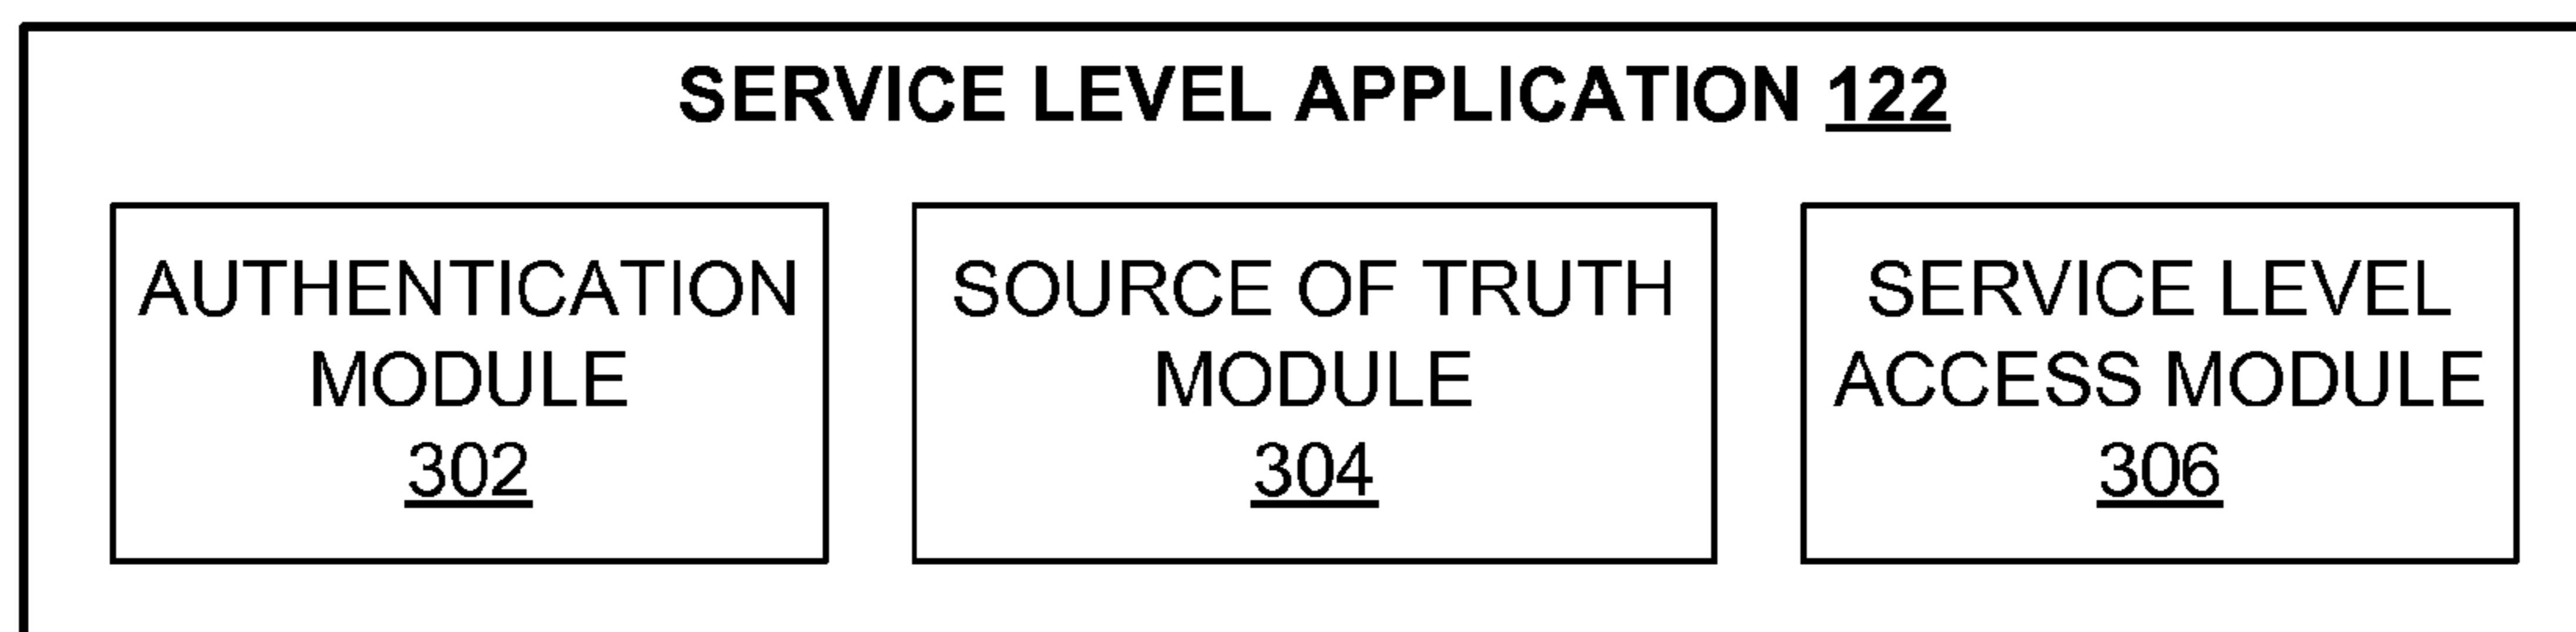 SERVICE LEVEL APPLICATION 122
AUTHENTICATION
MODULE
302
SOURCE OF TRUTH
MODULE
304
SERVICE LEVEL
ACCESS MODULE
306